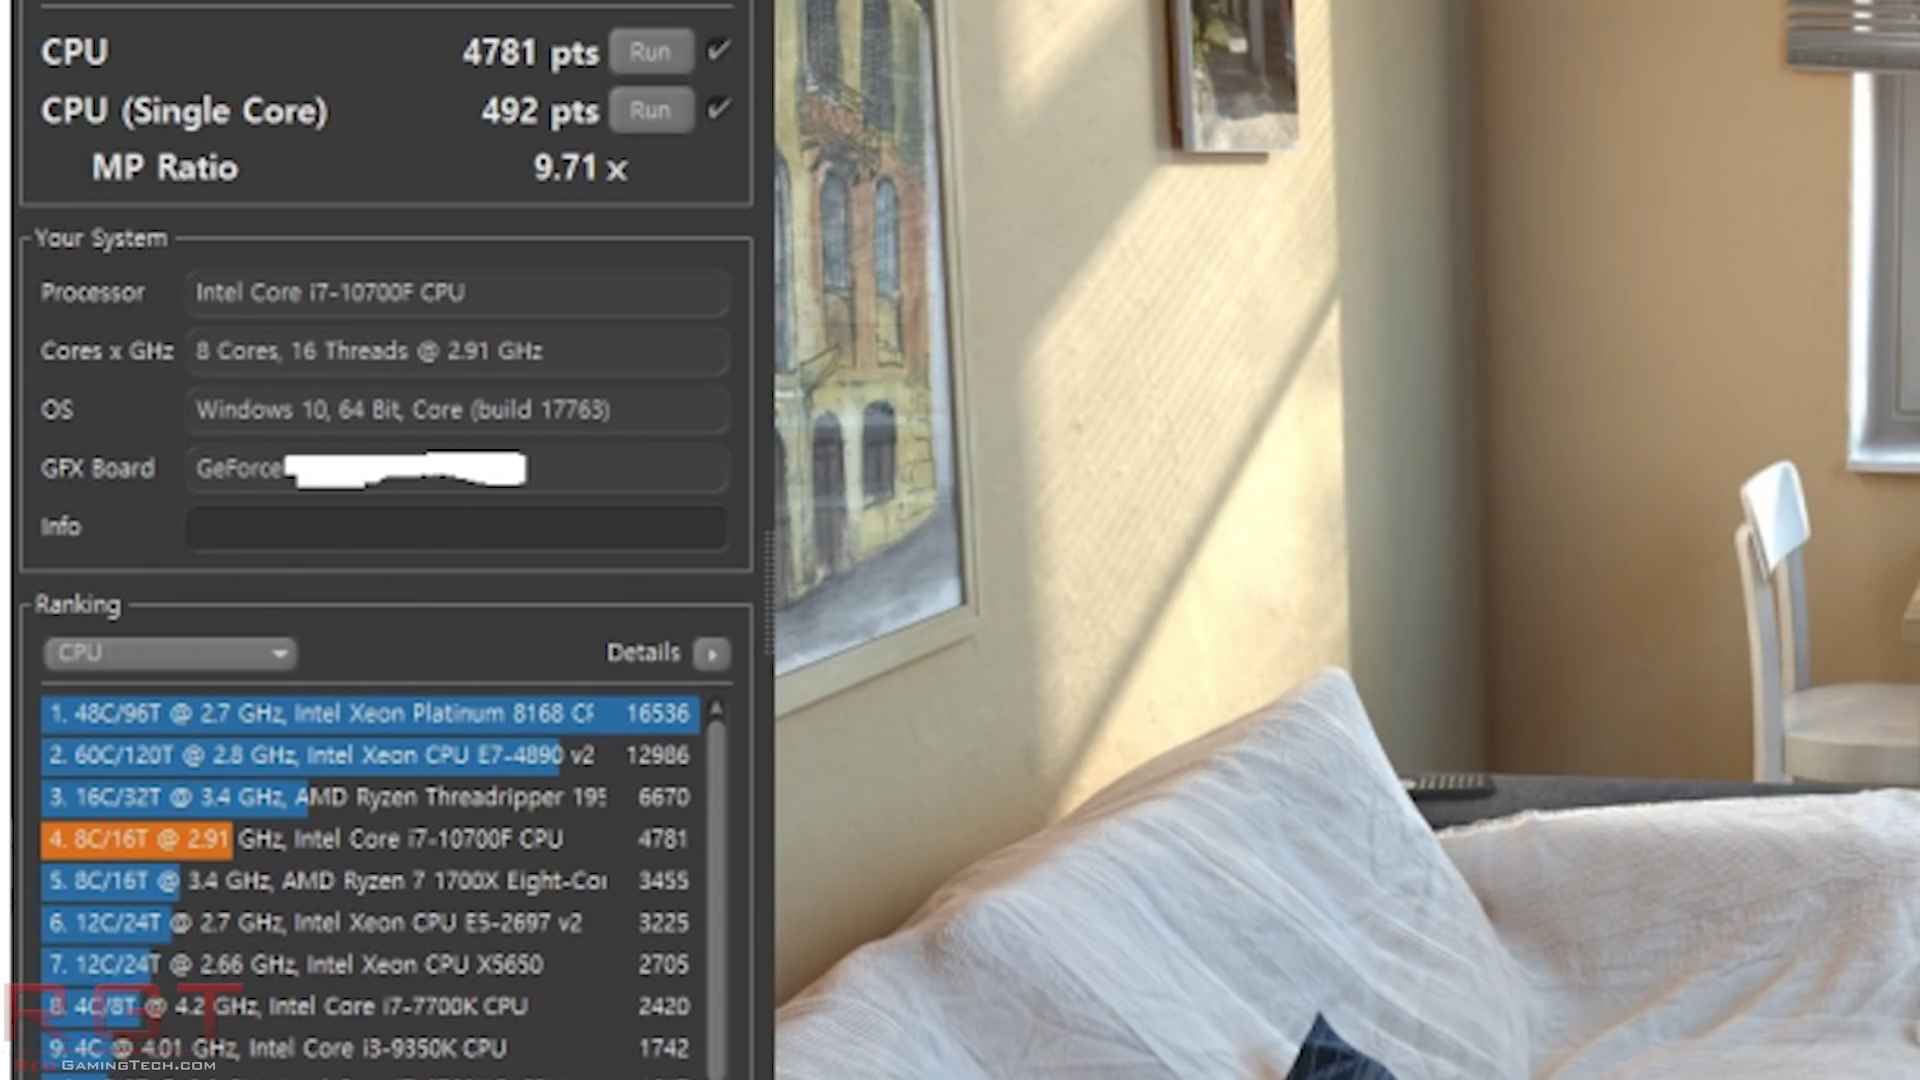 CPU 4781 pts Run
CPU (Single Core) 492 pts Run
MP Ratio 9.71 x
Your System
Processor Intel Core i7-10700F CPU
Cores x GHz 8 Cores, 16 Threads @ 2.91 GHz
OS Windows 10, 64 Bit, Core (build 17763)
GFX Board GeForce
Info
Ranking
CPU Details
1. 48C/96T @ 2.7 GHz, Intel Xeon Platinum 8168 CP 16536
2. 60C/120T @ 2.8 GHz, Intel Xeon CPU E7-4890 v2 12986
3. 16C/32T @ 3.4 GHz, AMD Ryzen Threadripper 195 6670
4. 8C/16T @ 2.91 GHz, Intel Core i7-10700F CPU 4781
5. 8C/16T @ 3.4 GHz, AMD Ryzen 7 1700X Eight-Cor 3455
6. 12C/24T @ 2.7 GHz, Intel Xeon CPU E5-2697 v2 3225
7. 12C/24T @ 2.66 GHz, Intel Xeon CPU X5650 2705
8. 4C/8T @ 4.2 GHz, Intel Core i7-7700K CPU 2420
9. 4C @ 4.01 GHz, Intel Core i3-9350K CPU 1742
RGT
REDGAMINGTECH.COM